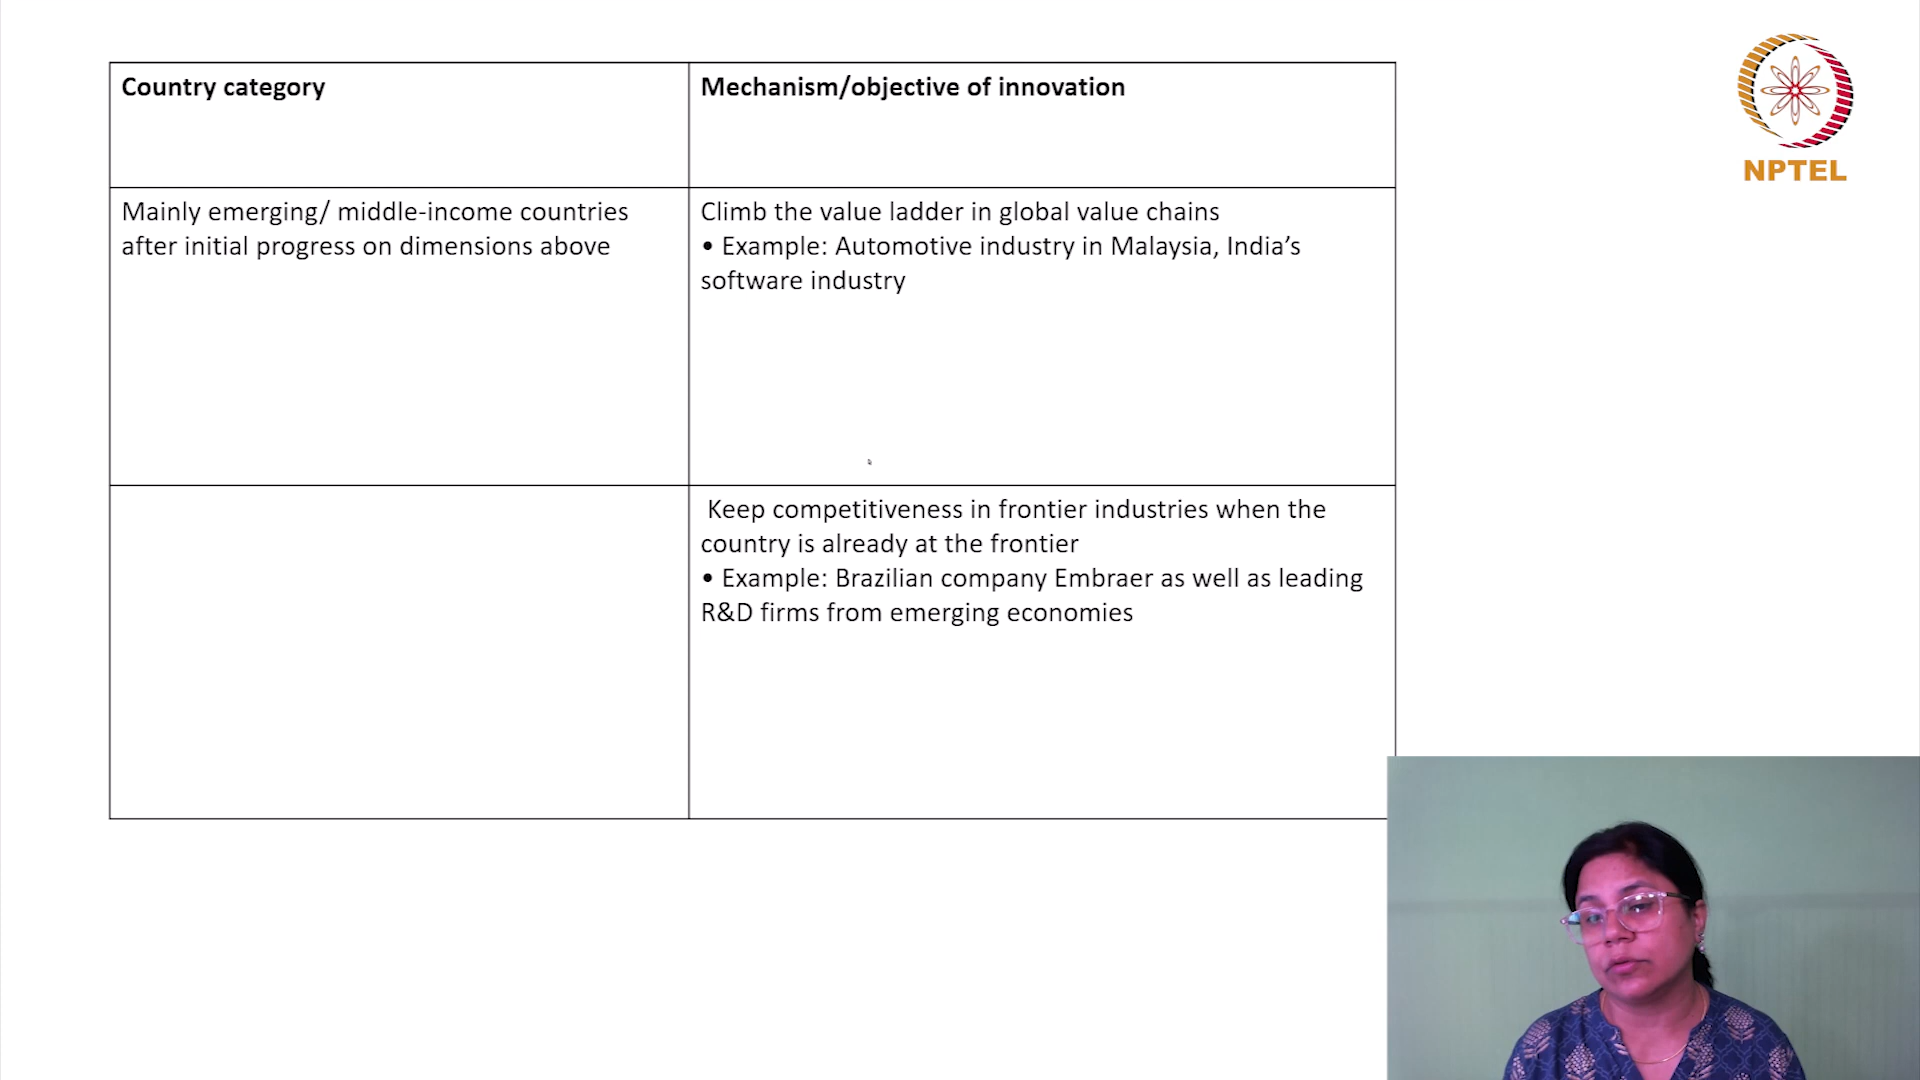 Country category
Mechanism/objective of innovation
Mainly emerging/ middle-income countries
after initial progress on dimensions above
Climb the value ladder in global value chains
• Example: Automotive industry in Malaysia, India’s
software industry
Keep competitiveness in frontier industries when the
country is already at the frontier
• Example: Brazilian company Embraer as well as leading
R&D firms from emerging economies
NPTEL